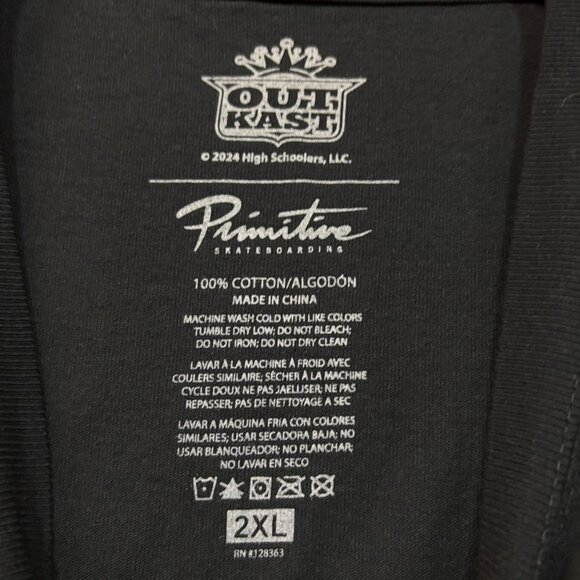 OUT
KAST
© 2024 High Schoolers, LLC.
Primitive
SKATEBOARDING
100% COTTON/ALGODÓN
MADE IN CHINA
MACHINE WASH COLD WITH LIKE COLORS
TUMBLE DRY LOW; DO NOT BLEACH;
DO NOT IRON; DO NOT DRY CLEAN
LAVAR À LA MACHINE À FROID AVEC
COULERS SIMILAIRE; SÉCHER À LA MACHINE
CYCLE DOUX NE PAS JAELLISER; NE PAS
REPASSER; PAS DE NETTOYAGE A SEC
LAVAR A MÁQUINA FRIA CON COLORES
SIMILARES; USAR SECADORA BAJA; NO
USAR BLANQUEADOR; NO PLANCHAR;
NO LAVAR EN SECO
2XL
RN #128363